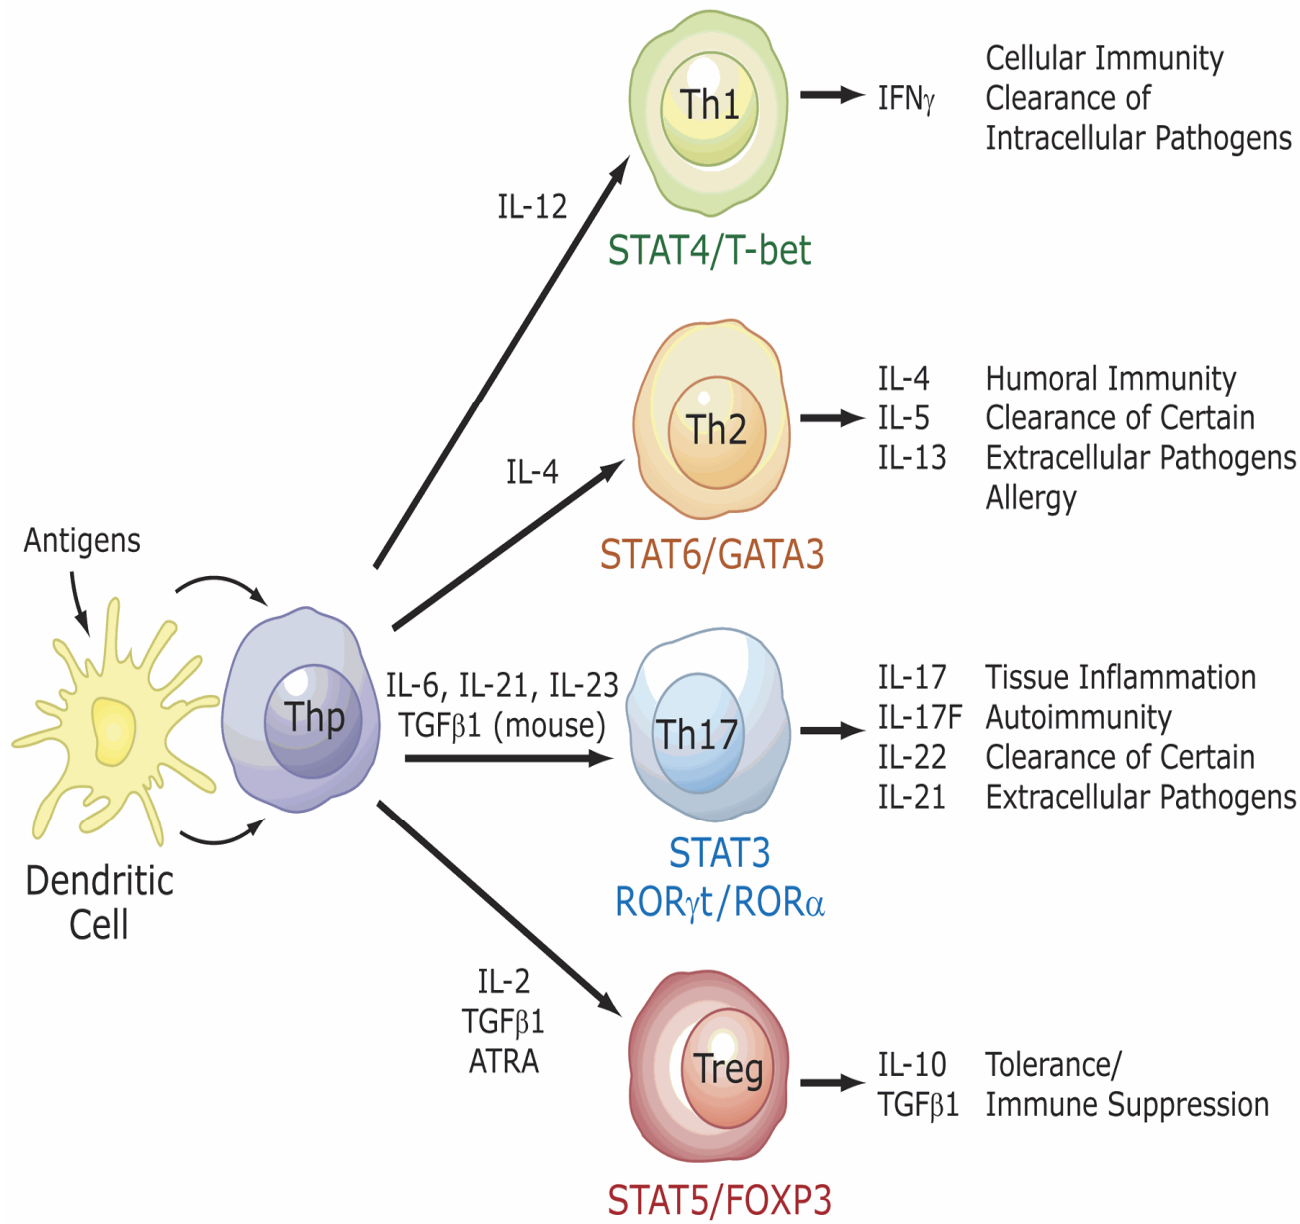 Th1
IFNγ
Cellular Immunity
Clearance of
Intracellular Pathogens
IL-12
STAT4/T-bet
Th2
IL-4
IL-5
IL-13
Humoral Immunity
Clearance of Certain
Extracellular Pathogens
Allergy
IL-4
STAT6/GATA3
Antigens
Thp
Dendritic
Cell
IL-6, IL-21, IL-23
TGFβ1 (mouse)
Th17
IL-17
IL-17F
IL-22
IL-21
Tissue Inflammation
Autoimmunity
Clearance of Certain
Extracellular Pathogens
STAT3
RORγt/RORα
IL-2
TGFβ1
ATRA
Treg
IL-10
TGFβ1
Tolerance/
Immune Suppression
STAT5/FOXP3